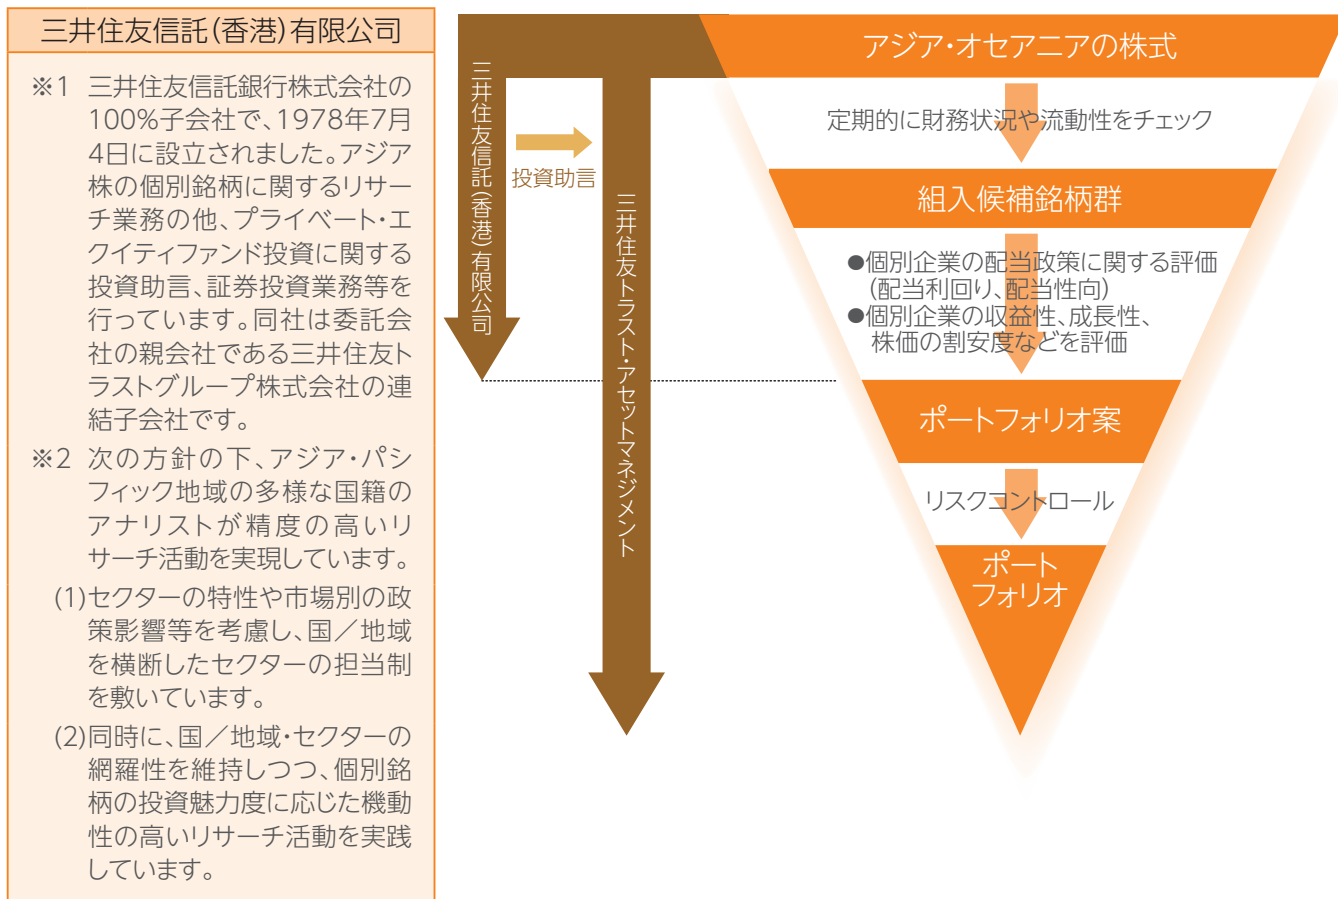 三井住友信託(香港)有限公司
※1 三井住友信託銀行株式会社の
100%子会社で、1978年7月
4日に設立されました。アジア
株の個別銘柄に関するリサー
チ業務の他、プライベート・エ
クイティファンド投資に関する
投資助言、証券投資業務等を
行っています。同社は委託会
社の親会社である三井住友ト
ラストグループ株式会社の連
結子会社です。
※2 次の方針の下、アジア・パシ
フィック地域の多様な国籍の
アナリストが精度の高いリ
サーチ活動を実現しています。
(1)セクターの特性や市場別の政
策影響等を考慮し、国／地域
を横断したセクターの担当制
を敷いています。
(2)同時に、国／地域・セクターの
網羅性を維持しつつ、個別銘
柄の投資魅力度に応じた機動
性の高いリサーチ活動を実践
しています。
三井住友信託(香港)有限公司
投資助言
三井住友トラスト・アセットマネジメント
アジア・オセアニアの株式
定期的に財務状況や流動性をチェック
組入候補銘柄群
●個別企業の配当政策に関する評価
(配当利回り、配当性向)
●個別企業の収益性、成長性、
株価の割安度などを評価
ポートフォリオ案
リスクコントロール
ポート
フォリオ